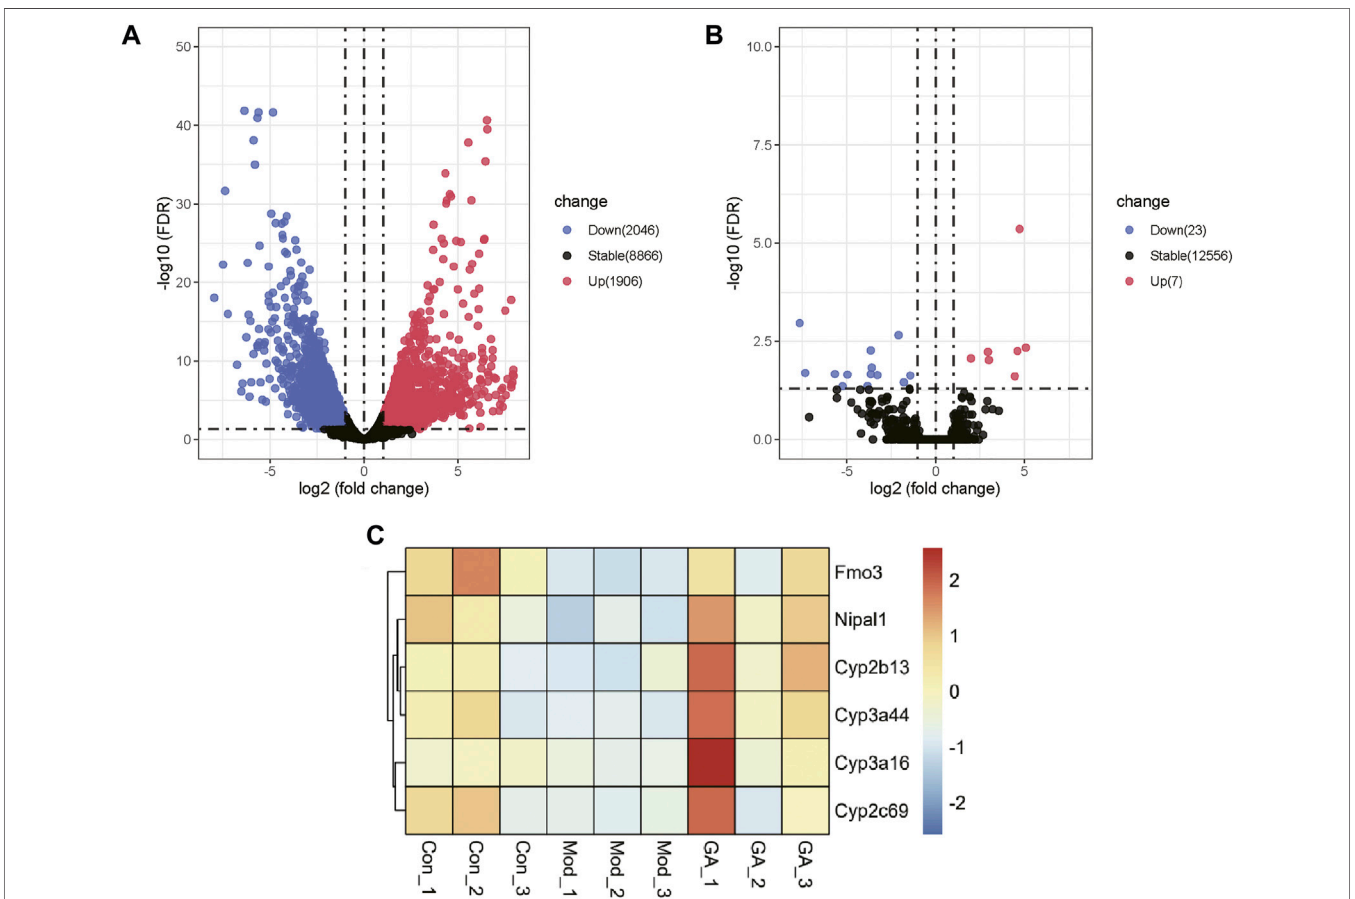 A
50
40
30
20
10
0
-log10 (FDR)
-5
0
5
log2 (fold change)
change
Down(2046)
Stable(8866)
Up(1906)
B
10.0
7.5
5.0
2.5
0.0
-log10 (FDR)
-5
0
5
log2 (fold change)
change
Down(23)
Stable(12556)
Up(7)
C
Fmo3
Nipal1
Cyp2b13
Cyp3a44
Cyp3a16
Cyp2c69
Con_1
Con_2
Con_3
Mod_1
Mod_2
Mod_3
GA_1
GA_2
GA_3
2
1
0
-1
-2